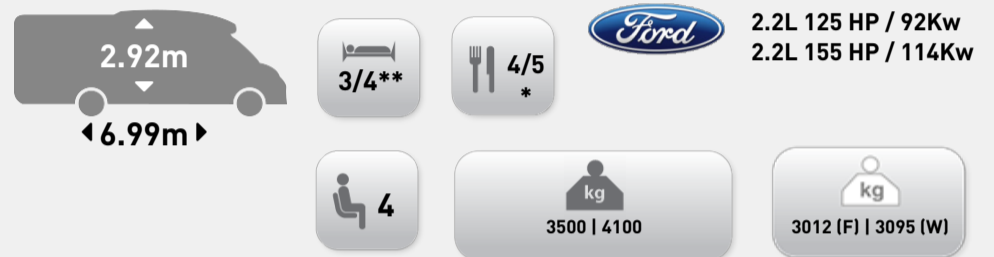 2.92m
6.99m
3/4**
4/5
*
Ford
2.2L 125 HP / 92Kw
2.2L 155 HP / 114Kw
4
kg
3500 | 4100
kg
3012 (F) | 3095 (W)